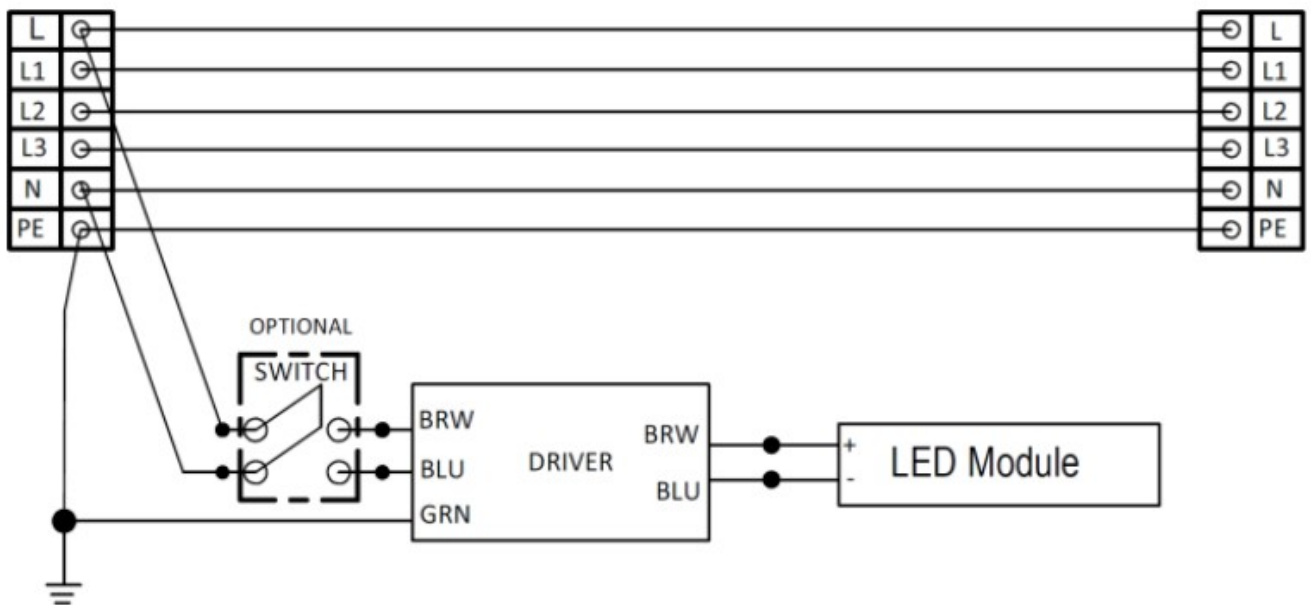 L
L
L1
L1
L2
L2
L3
L3
N
N
PE
PE
OPTIONAL
SWITCH
BRW
BRW
DRIVER
+
LED Module
BLU
-
BLU
GRN